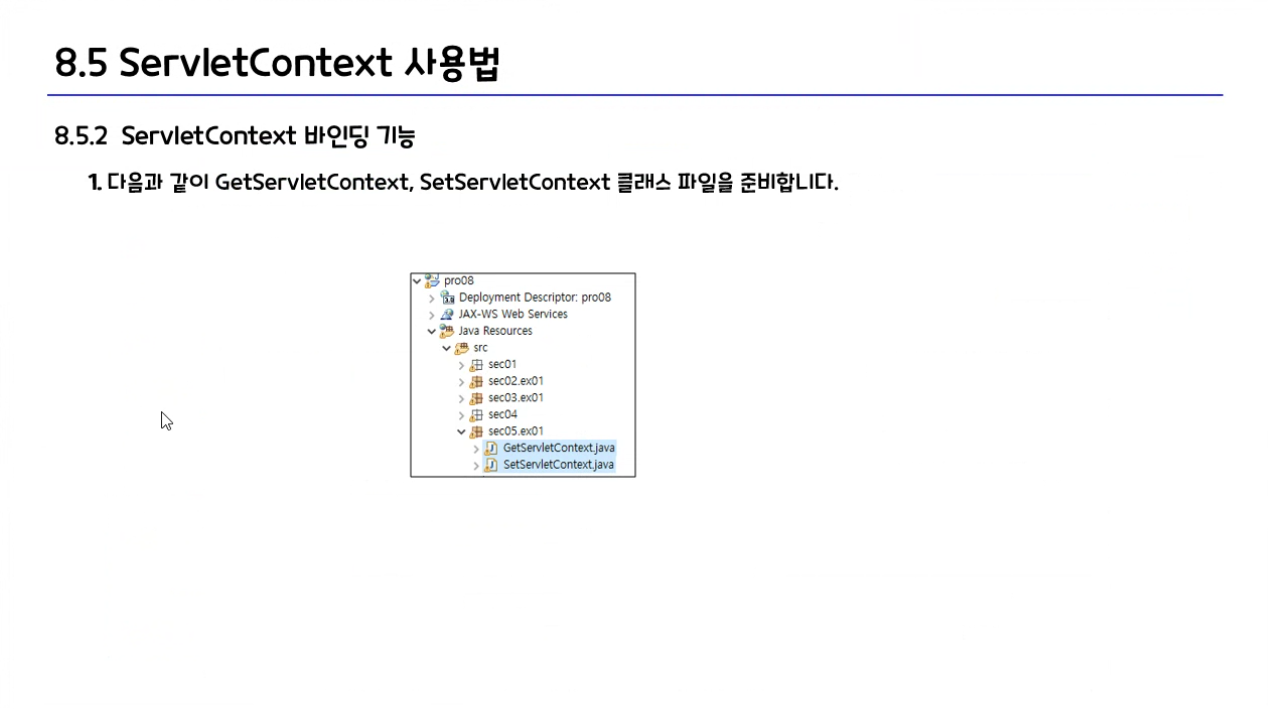 8.5 ServletContext 사용법
8.5.2 ServletContext 바인딩 기능
1. 다음과 같이 GetServletContext, SetServletContext 클래스 파일을 준비합니다.
pro08
Deployment Descriptor: pro08
JAX-WS Web Services
Java Resources
src
sec01
sec02.ex01
sec03.ex01
sec04
sec05.ex01
GetServletContext.java
SetServletContext.java